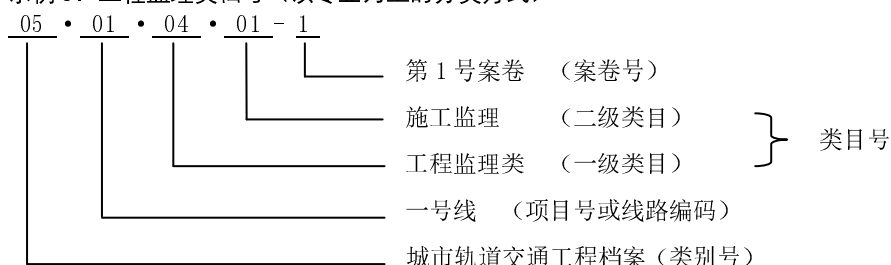 05·01·04·01-1
第1号案卷 （案卷号）
施工监理 （二级类目）
类目号
工程监理类 （一级类目）
一号线 （项目号或线路编码）
城市轨道交通工程档案（类别号）